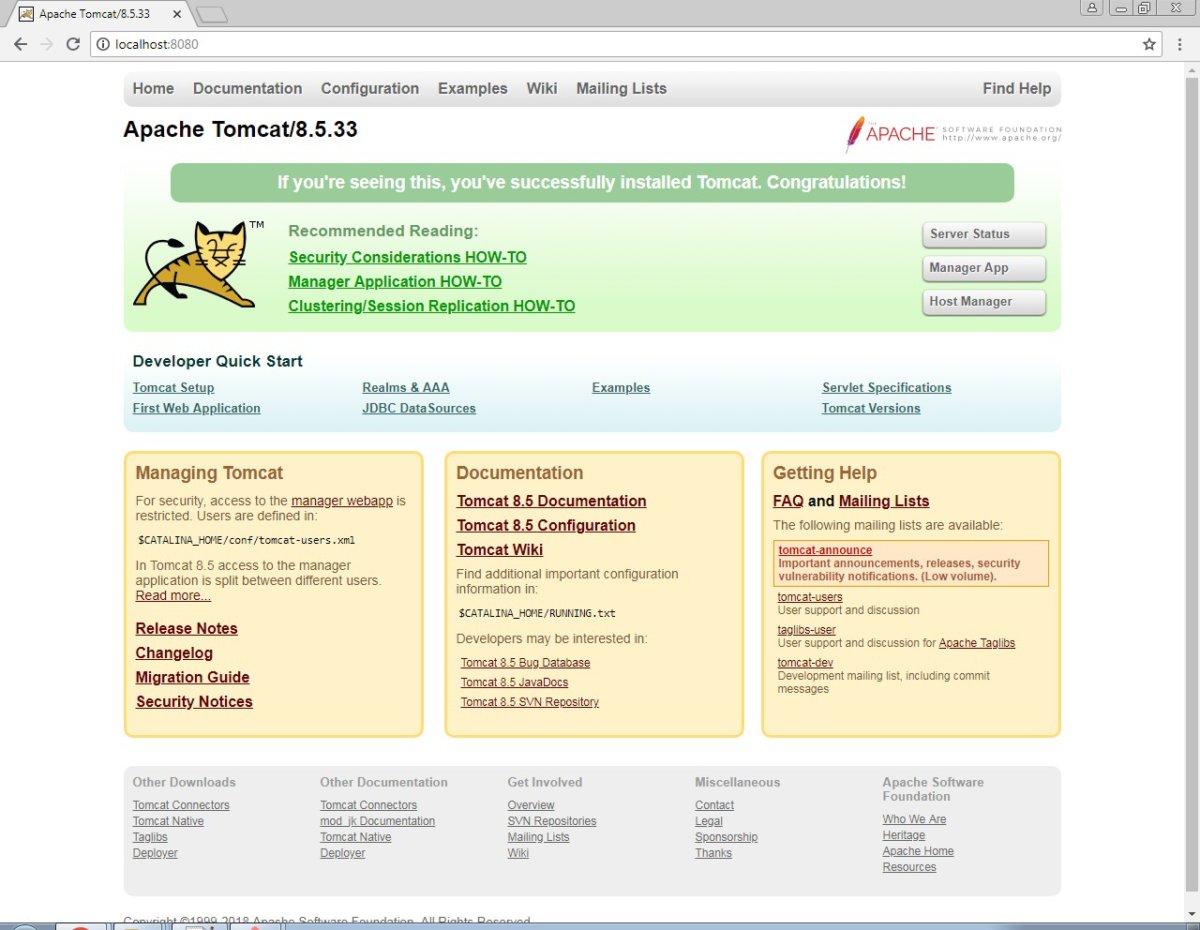 Apache Tomcat/8.5.33
localhost:8080
Home Documentation Configuration Examples Wiki Mailing Lists Find Help
Apache Tomcat/8.5.33
THE APACHE SOFTWARE FOUNDATION
http://www.apache.org/
If you're seeing this, you've successfully installed Tomcat. Congratulations!
TM
Recommended Reading:
Security Considerations HOW-TO
Manager Application HOW-TO
Clustering/Session Replication HOW-TO
Server Status
Manager App
Host Manager
Developer Quick Start
Tomcat Setup
First Web Application
Realms & AAA
JDBC DataSources
Examples
Servlet Specifications
Tomcat Versions
Managing Tomcat
For security, access to the manager webapp is
restricted. Users are defined in:
$CATALINA_HOME/conf/tomcat-users.xml
In Tomcat 8.5 access to the manager
application is split between different users.
Read more...
Release Notes
Changelog
Migration Guide
Security Notices
Documentation
Tomcat 8.5 Documentation
Tomcat 8.5 Configuration
Tomcat Wiki
Find additional important configuration
information in:
$CATALINA_HOME/RUNNING.txt
Developers may be interested in:
Tomcat 8.5 Bug Database
Tomcat 8.5 JavaDocs
Tomcat 8.5 SVN Repository
Getting Help
FAQ and Mailing Lists
The following mailing lists are available:
tomcat-announce
Important announcements, releases, security
vulnerability notifications. (Low volume).
tomcat-users
User support and discussion
taglibs-user
User support and discussion for Apache Taglibs
tomcat-dev
Development mailing list, including commit
messages
Other Downloads
Tomcat Connectors
Tomcat Native
Taglibs
Deployer
Other Documentation
Tomcat Connectors
mod_jk Documentation
Tomcat Native
Deployer
Get Involved
Overview
SVN Repositories
Mailing Lists
Wiki
Miscellaneous
Contact
Legal
Sponsorship
Thanks
Apache Software
Foundation
Who We Are
Heritage
Apache Home
Resources
Copyright ©1999-2018 Apache Software Foundation. All Rights Reserved